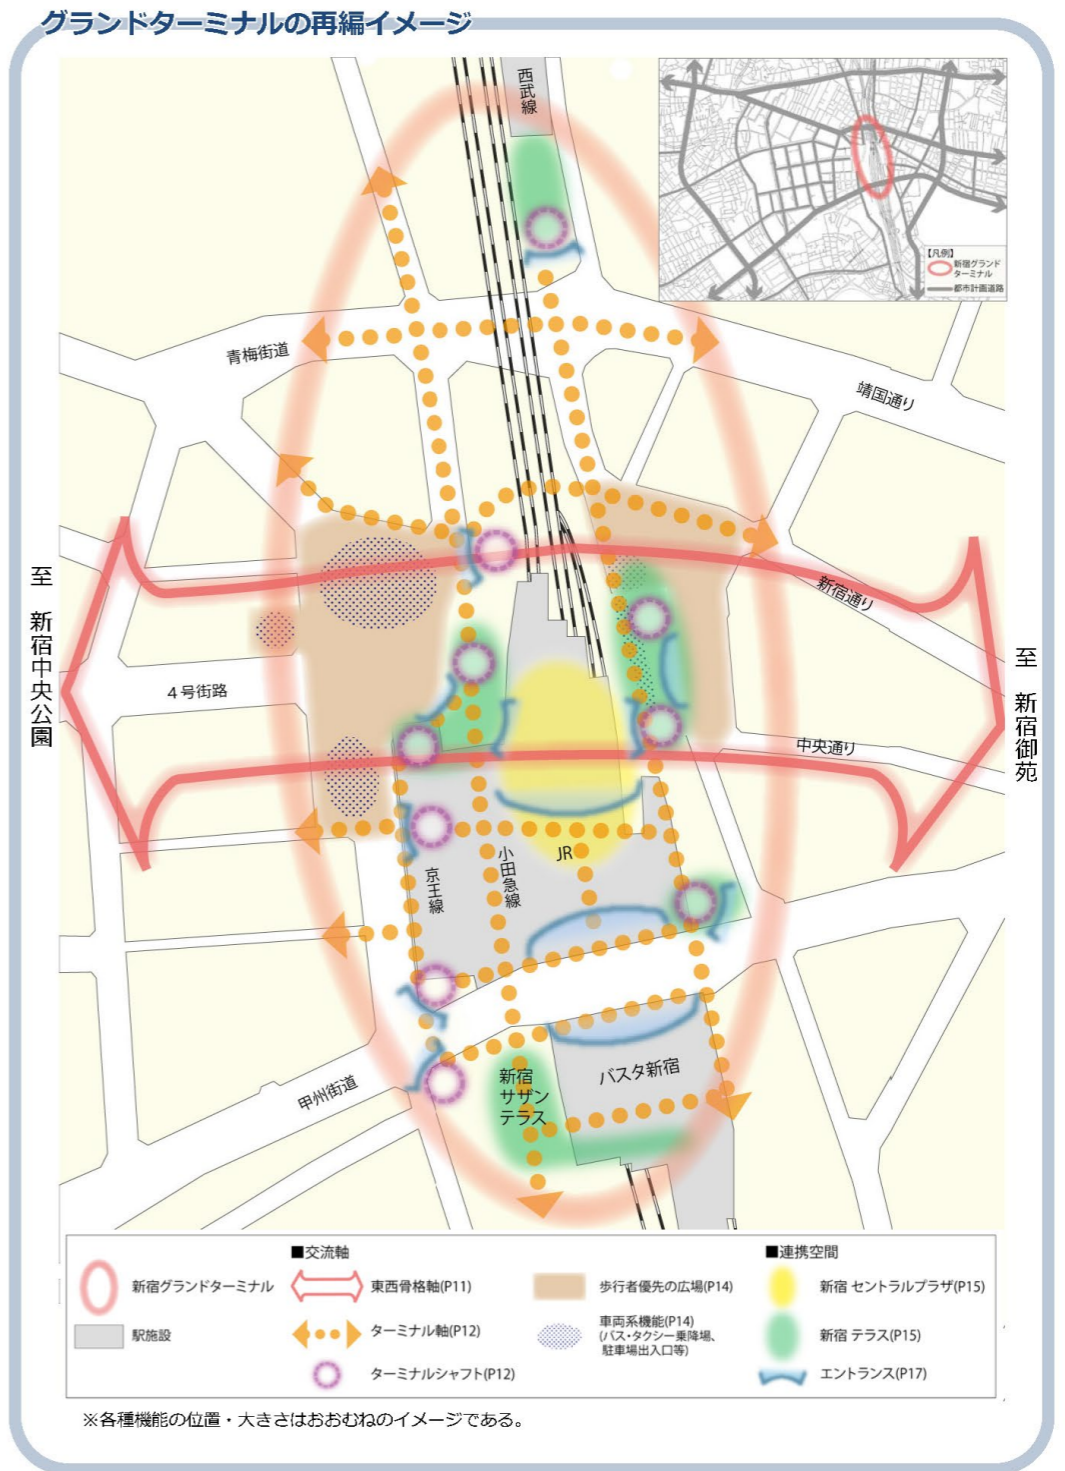 グランドターミナルの再編イメージ
西武線
【凡例】
新宿グランド
ターミナル
都市計画道路
青梅街道
靖国通り
至 新宿中央公園
新宿通り
4号街路
至 新宿御苑
中央通り
JR
小田急線
京王線
甲州街道
新宿
サザン
テラス
バスタ新宿
■交流軸
■連携空間
新宿グランドターミナル
東西骨格軸(P11)
歩行者優先の広場(P14)
新宿 セントラルプラザ(P15)
駅施設
ターミナル軸(P12)
車両系機能(P14)
(バス・タクシー乗降場、
駐車場出入口等)
新宿 テラス(P15)
ターミナルシャフト(P12)
エントランス(P17)
※各種機能の位置・大きさはおおむねのイメージである。